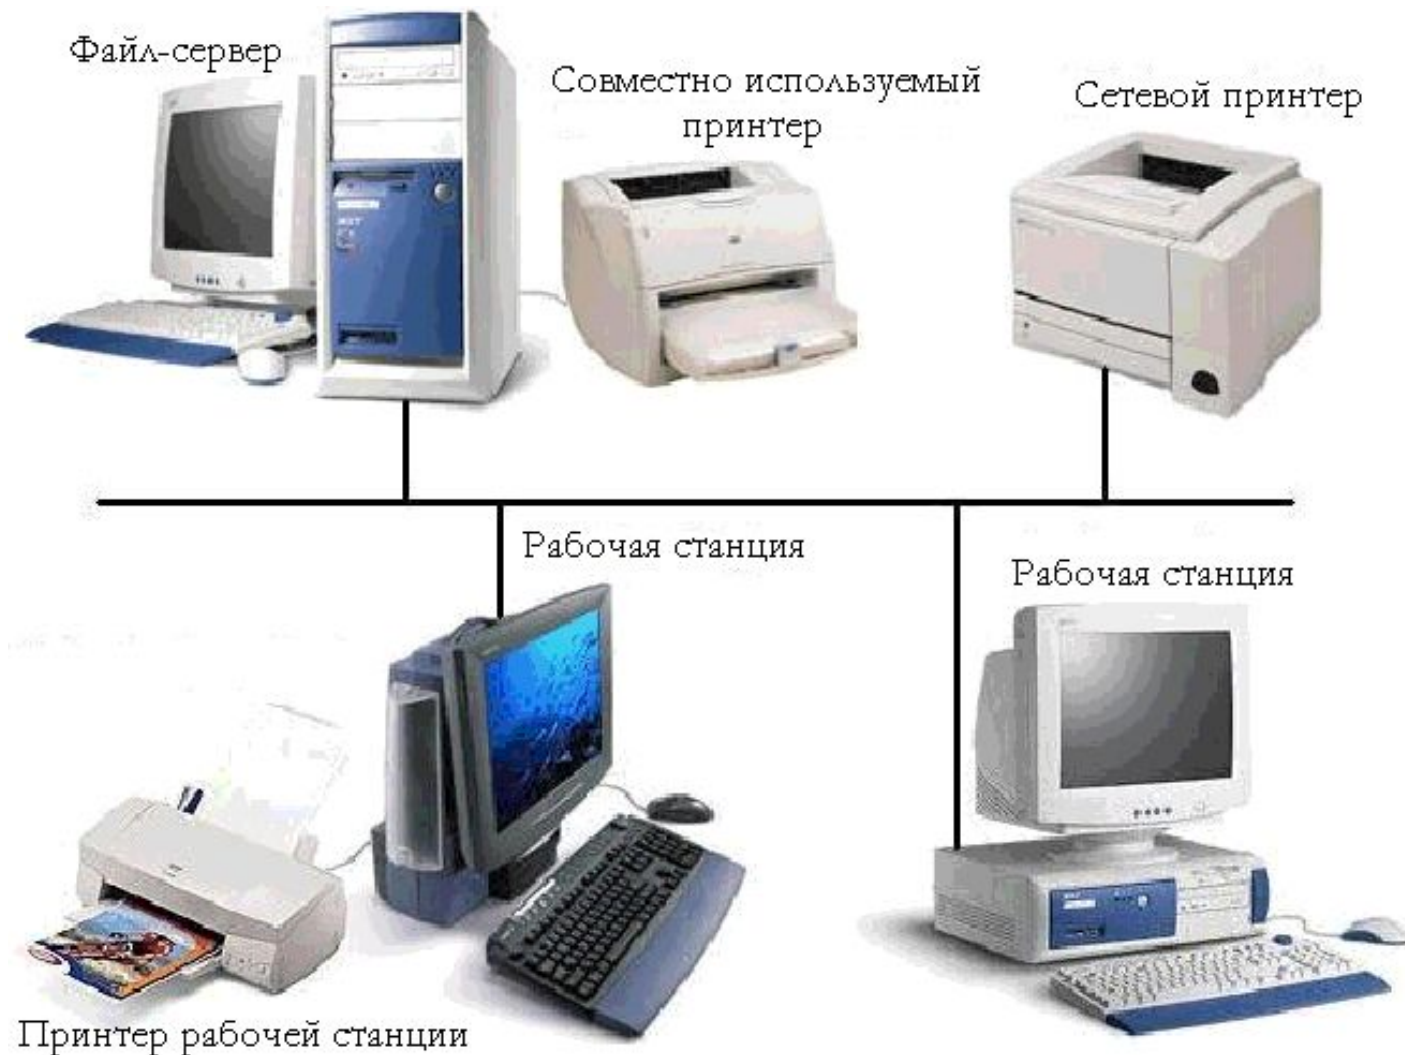 Файл-сервер
Совместно используемый
принтер
Сетевой принтер
Рабочая станция
Рабочая станция
Принтер рабочей станции